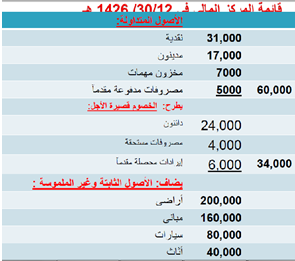 قائمة المركز المالي في 30/12/ 1426 هـ
الأصول المتداولة:
نقدية 31,000
مدينون 17,000
مخزون مهمات 7000
مصروفات مدفوعة مقدماً 5000 60,000
يطرح: الخصوم قصيرة الأجل:
دائنون 24,000
مصروفات مستحقة 4,000
إيرادات محصلة مقدماً 6,000 34,000
يضاف: الأصول الثابتة وغير الملموسة :
أراضى 200,000
مبانى 160,000
سيارات 80,000
أثاث 40,000